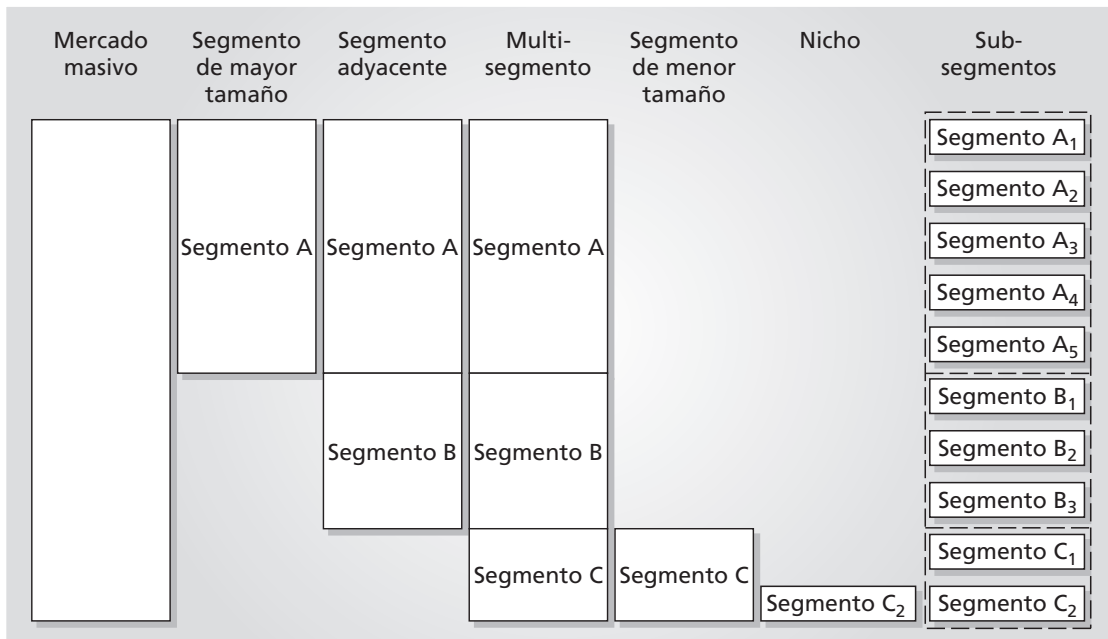 Mercado
masivo
Segmento
de mayor
tamaño
Segmento
adyacente
Multi-
segmento
Segmento
de menor
tamaño
Nicho
Sub-
segmentos
Segmento A
Segmento A
Segmento B
Segmento A
Segmento B
Segmento C
Segmento C
Segmento C₂
Segmento A₁
Segmento A₂
Segmento A₃
Segmento A₄
Segmento A₅
Segmento B₁
Segmento B₂
Segmento B₃
Segmento C₁
Segmento C₂